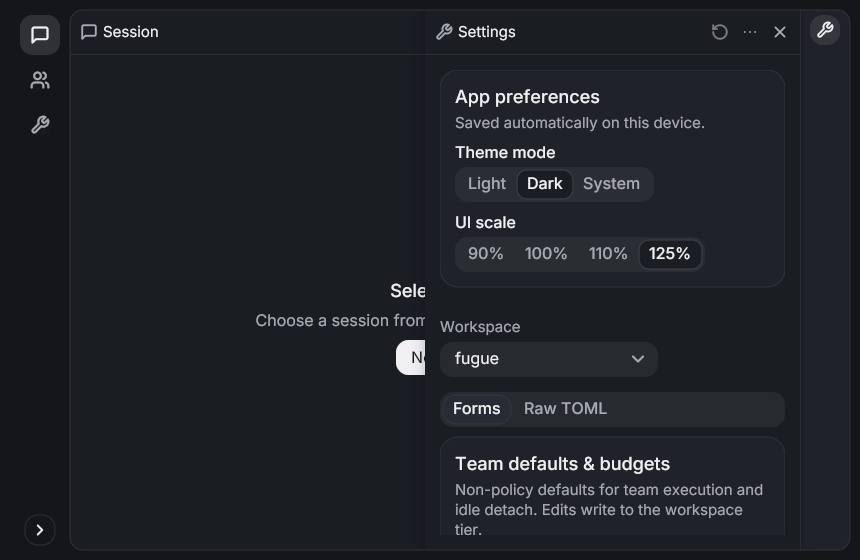 Session
Settings
App preferences
Saved automatically on this device.
Theme mode
Light Dark System
UI scale
90% 100% 110% 125%
Sele
Choose a session from
Workspace
fugue
Forms Raw TOML
Team defaults & budgets
Non-policy defaults for team execution and
idle detach. Edits write to the workspace
tier.